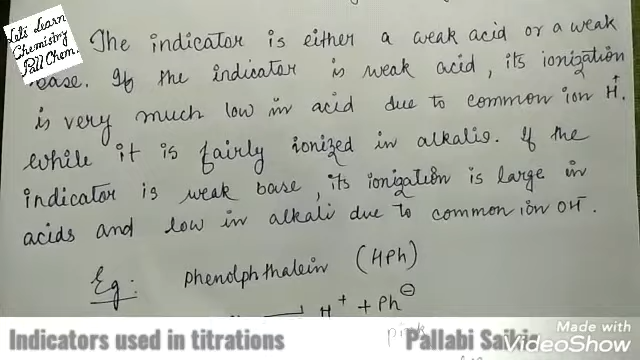 Let's Learn
Chemistry
Pall Chem.
The indicator is either a weak acid or a weak
base. If the indicator is weak acid, its ionization
is very much low in acid due to common ion H⁺.
while it is fairly ionized in alkalis. If the
indicator is weak base, its ionization is large in
acids and low in alkali due to common ion OH⁻.
Eg: Phenolphthalein (HPh)
H⁺ + Ph⊖
pink
Indicators used in titrations
Pallabi Saikia
Made with
VideoShow